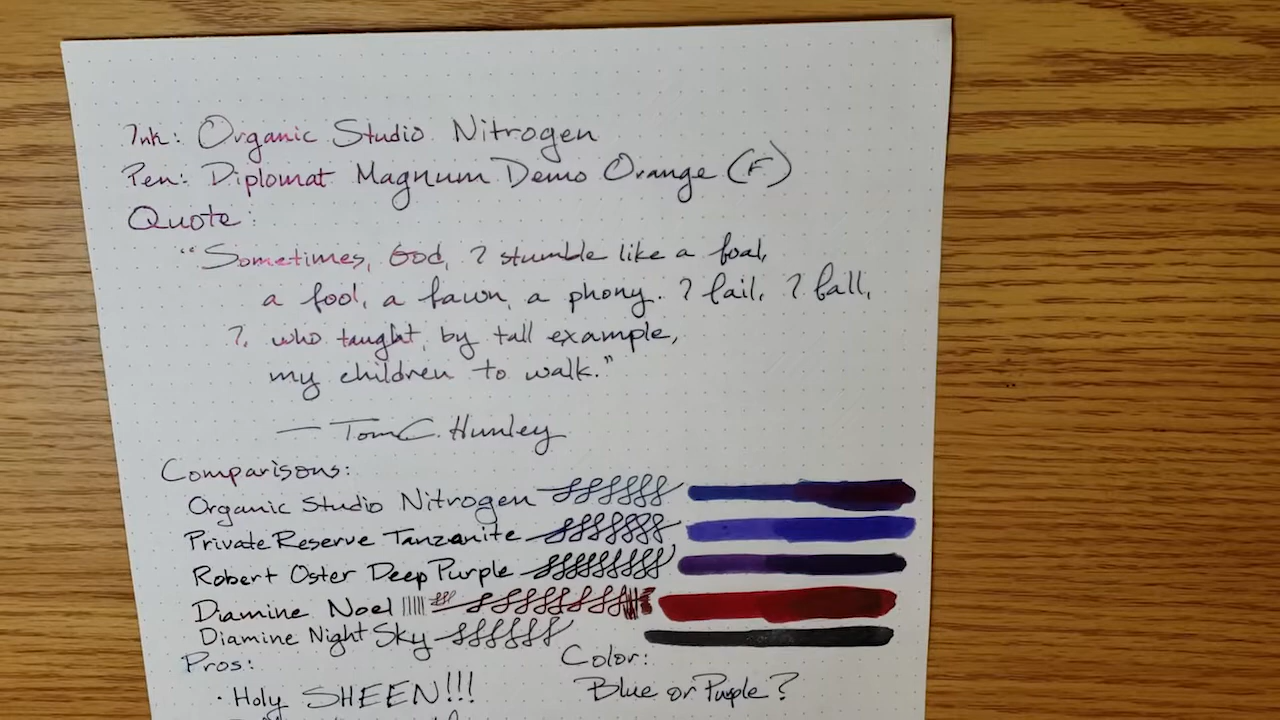 Ink: Organic Studio Nitrogen
Pen: Diplomat Magnum Demo Orange (F)
Quote:
"Sometimes, God, I stumble like a foal,
a fool, a fawn, a phony. I fail, I fall,
I, who taught, by tall example,
my children to walk."
— Tom C. Hunley
Comparisons:
Organic Studio Nitrogen
Private Reserve Tanzanite
Robert Oster Deep Purple
Diamine Noel
Diamine Night Sky
Pros:
· Holy SHEEN!!!
Color:
Blue or Purple?